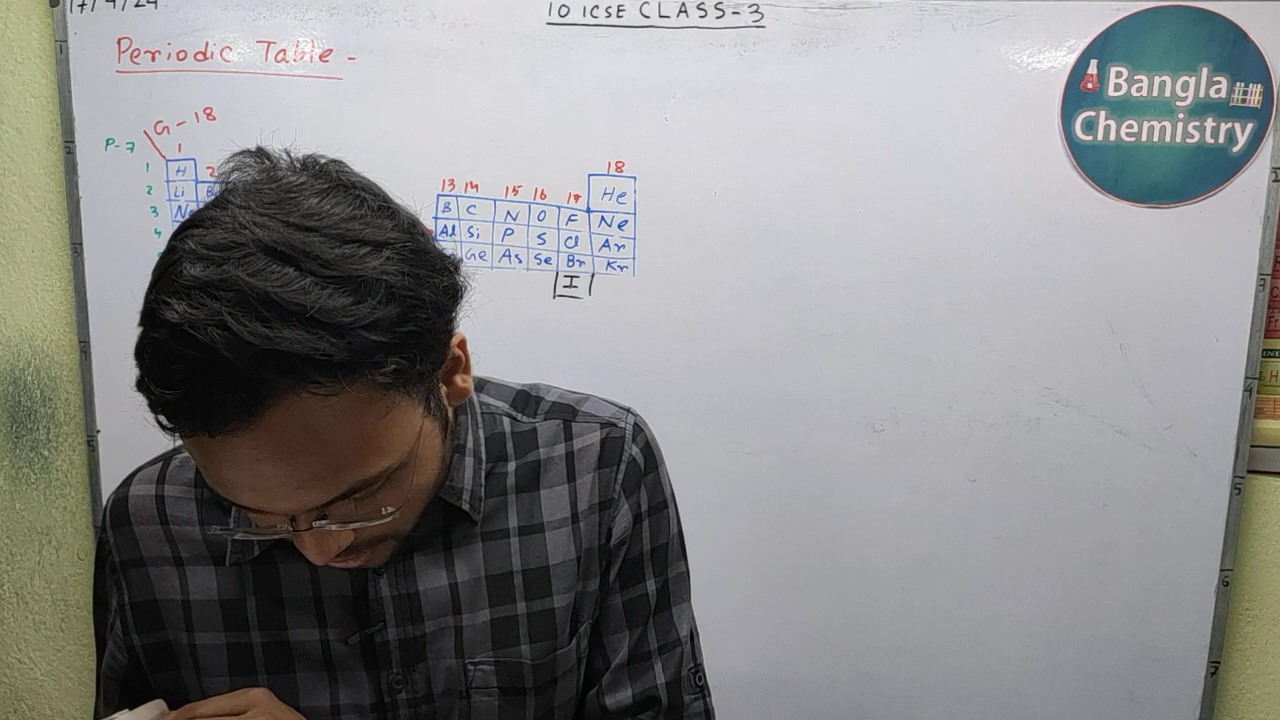 17/4/24
10 ICSE CLASS-3
Periodic Table -
Bangla
Chemistry
G-18
P-7
1
18
1 H 2 13 14 15 16 17 He
2 Li B C N O F Ne
3 Al Si P S Cl Ar
4 Ge As Se Br Kr
I